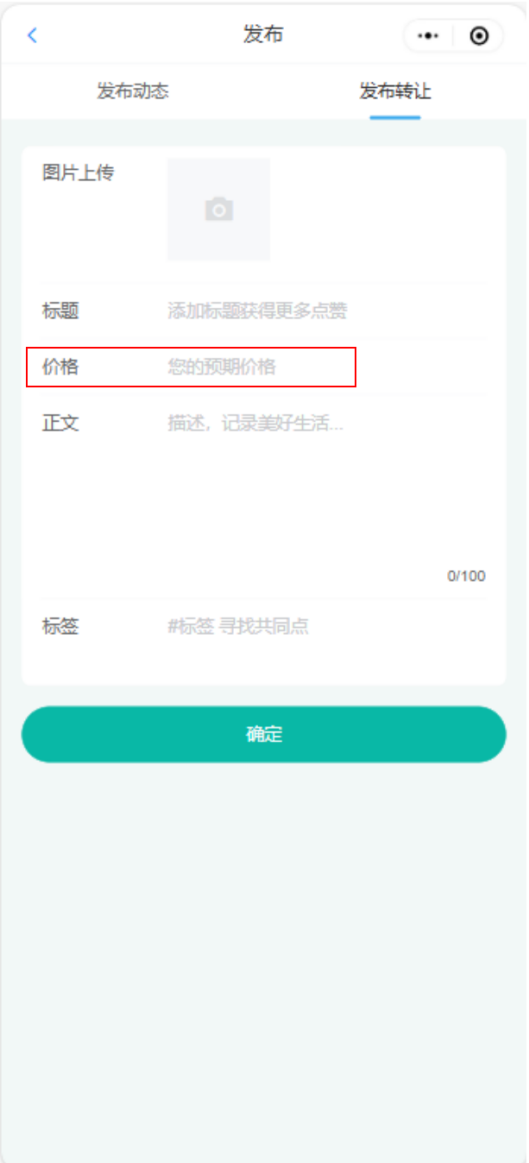 发布
发布动态 发布转让
图片上传
标题 添加标题获得更多点赞
价格 您的预期价格
正文 描述，记录美好生活...
0/100
标签 #标签 寻找共同点
确定